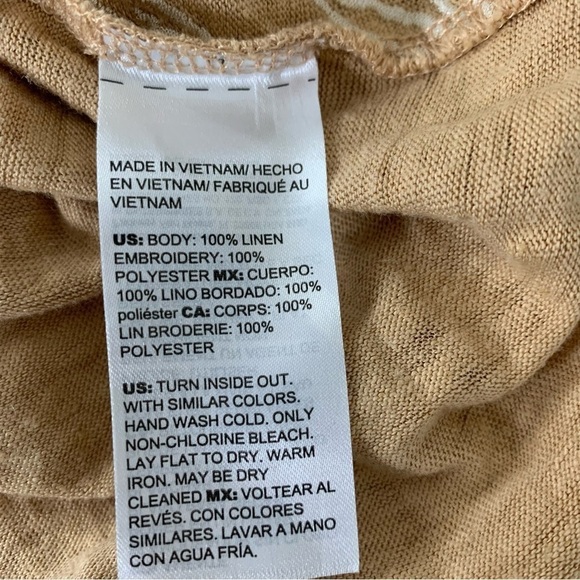 MADE IN VIETNAM/ HECHO
EN VIETNAM/ FABRIQUÉ AU
VIETNAM
US: BODY: 100% LINEN
EMBROIDERY: 100%
POLYESTER MX: CUERPO:
100% LINO BORDADO: 100%
poliéster CA: CORPS: 100%
LIN BRODERIE: 100%
POLYESTER
US: TURN INSIDE OUT.
WITH SIMILAR COLORS.
HAND WASH COLD. ONLY
NON-CHLORINE BLEACH.
LAY FLAT TO DRY. WARM
IRON. MAY BE DRY
CLEANED MX: VOLTEAR AL
REVÉS. CON COLORES
SIMILARES. LAVAR A MANO
CON AGUA FRÍA.